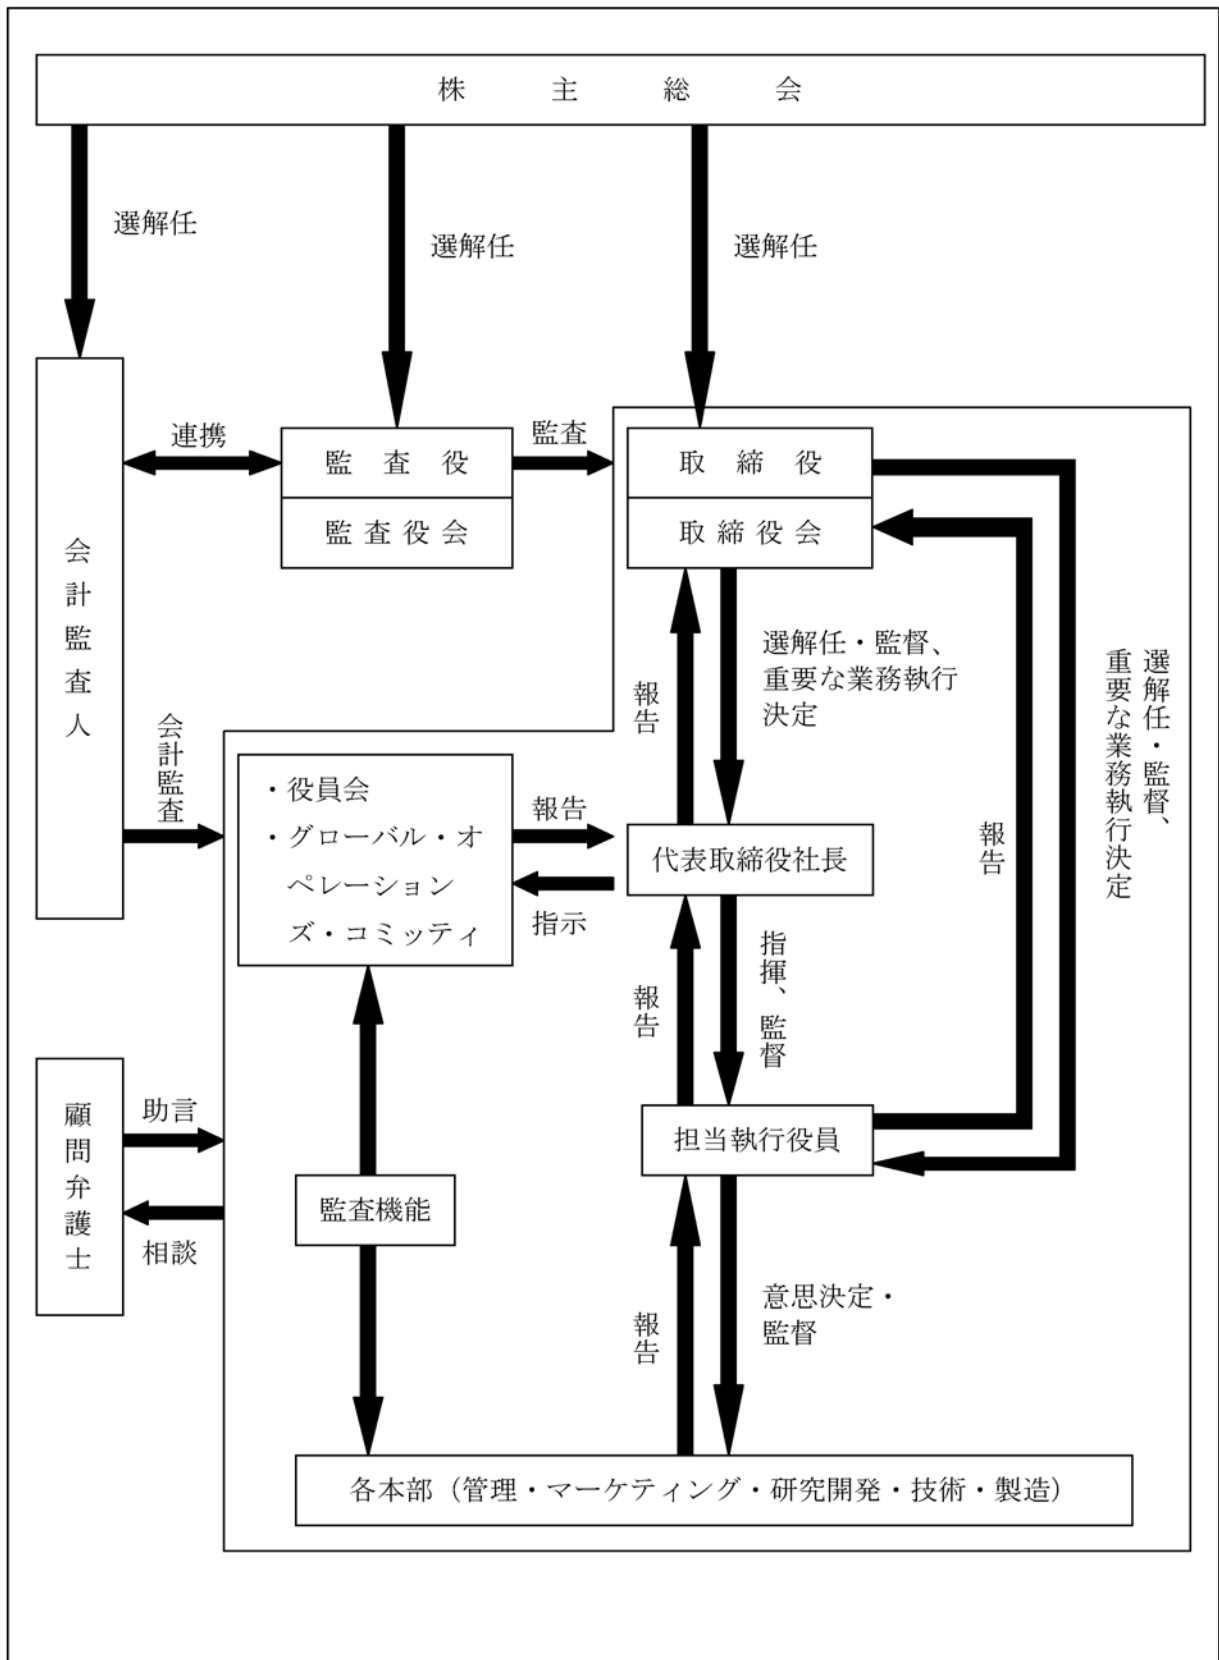 株主総会
選解任
選解任
選解任
連携
監査役
監査役会
監査
取締役
取締役会
会計監査人
会計監査
選解任・監督、
重要な業務執行
決定
報告
選解任・監督、
重要な業務執行決定
報告
・役員会
・グローバル・オ
ペレーション
ズ・コミッティ
報告
指示
代表取締役社長
報告
指揮、監督
顧問弁護士
助言
相談
監査機能
担当執行役員
報告
意思決定・
監督
各本部（管理・マーケティング・研究開発・技術・製造）